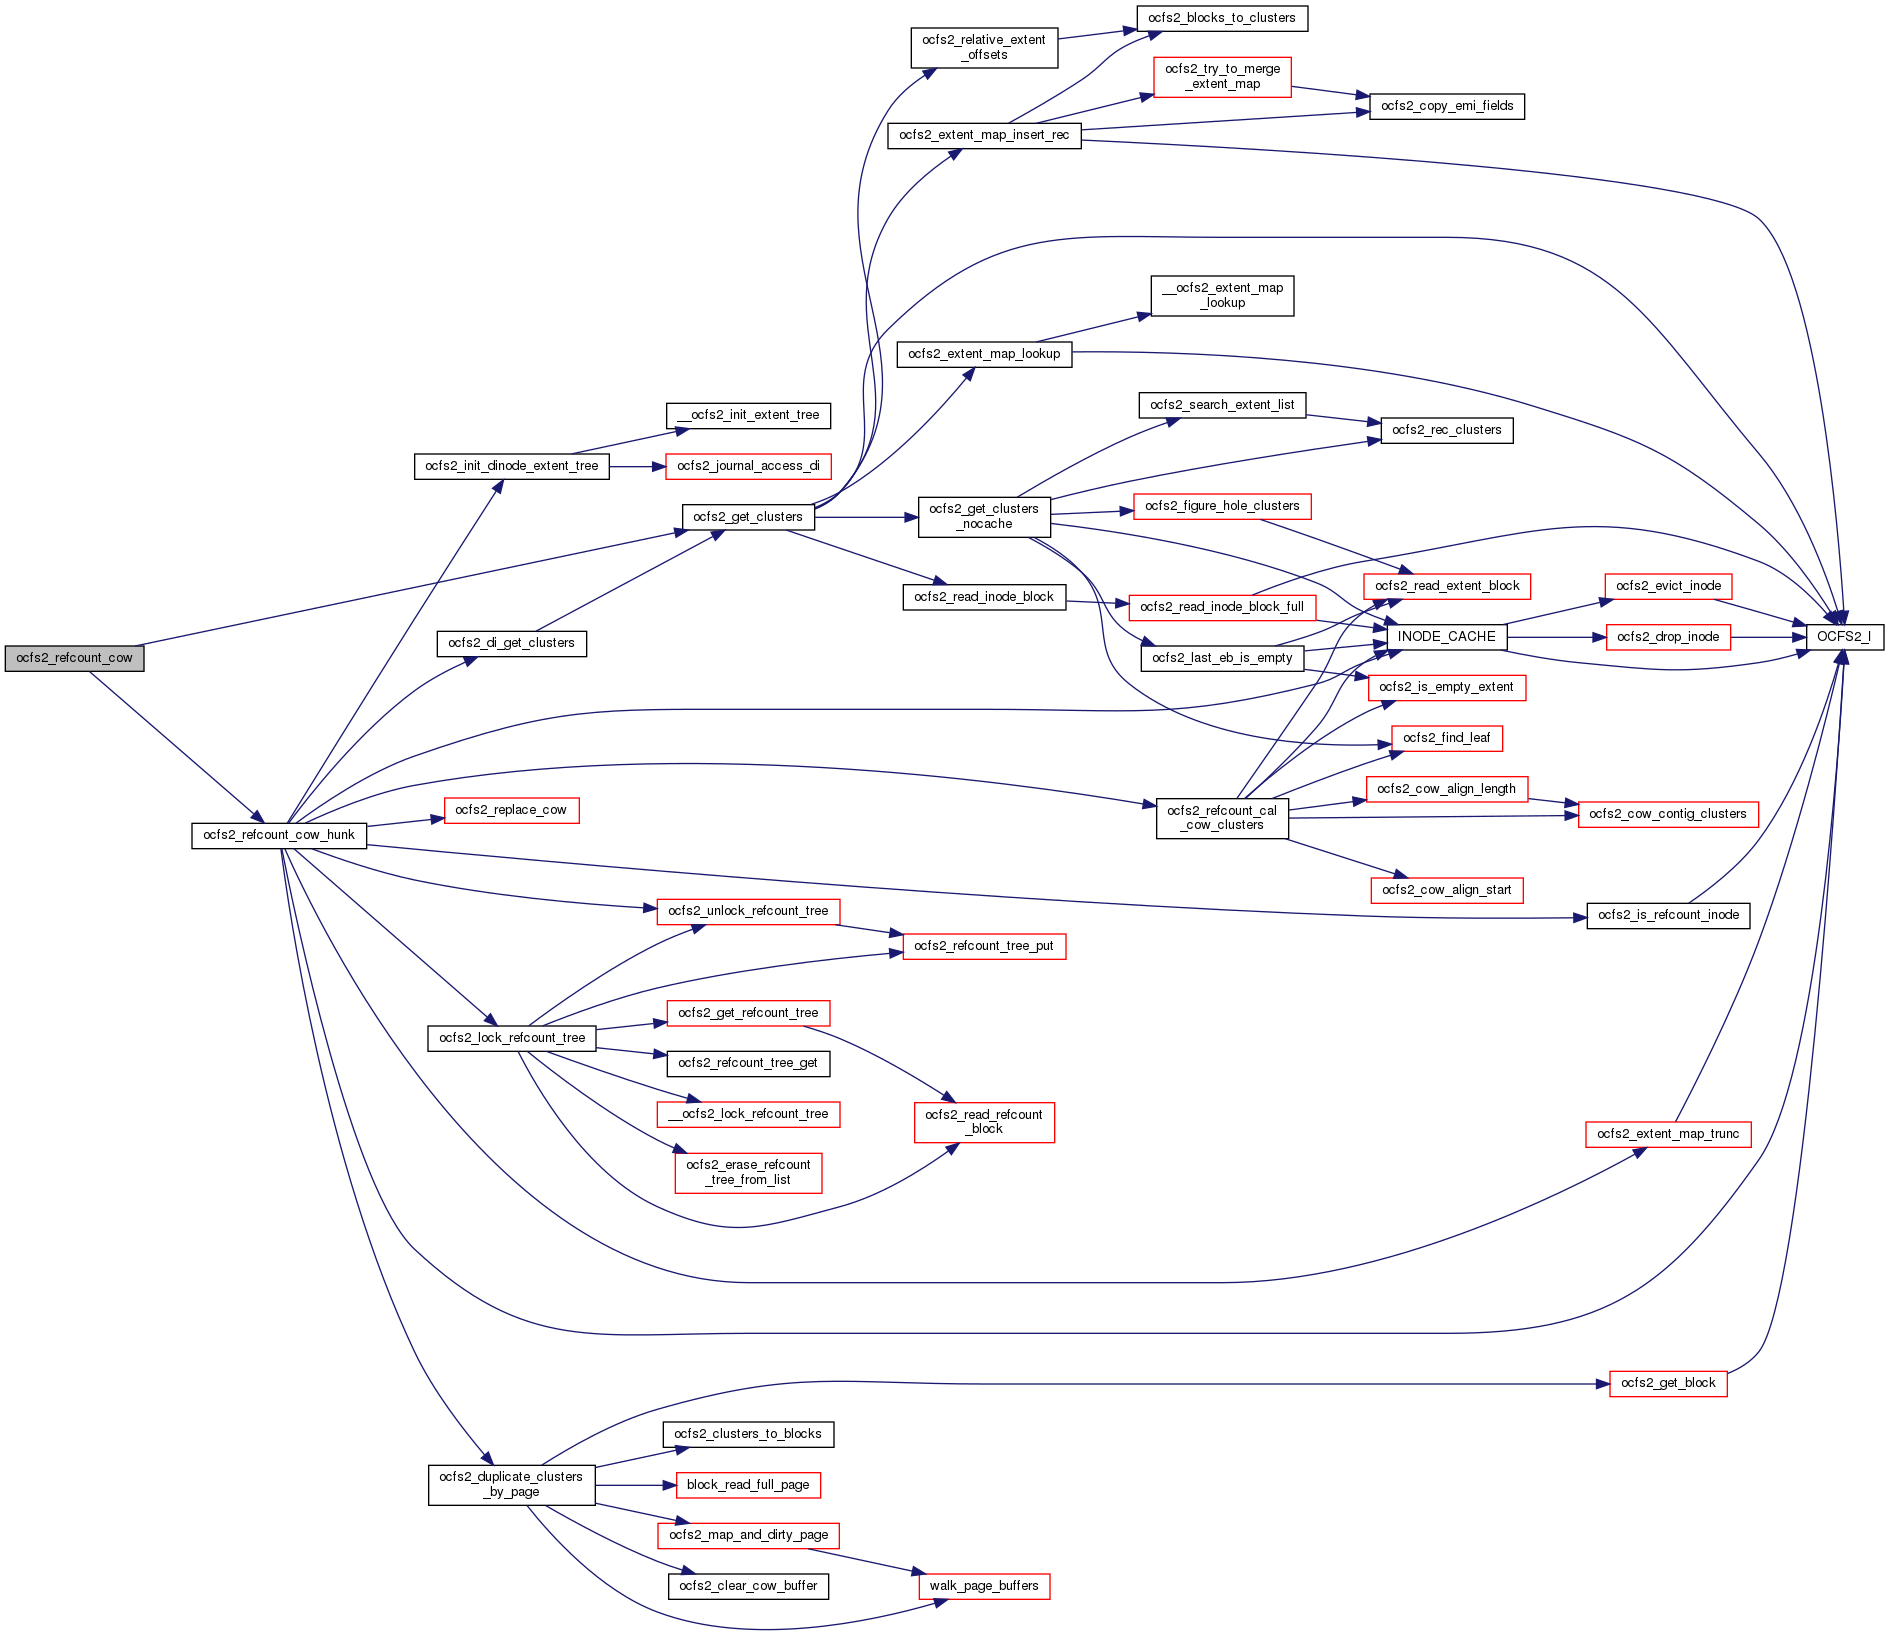 ocfs2_blocks_to_clusters
ocfs2_relative_extent
_offsets
ocfs2_try_to_merge
_extent_map
ocfs2_copy_emi_fields
ocfs2_extent_map_insert_rec
__ocfs2_extent_map
_lookup
ocfs2_extent_map_lookup
ocfs2_search_extent_list
__ocfs2_init_extent_tree
ocfs2_rec_clusters
ocfs2_init_dinode_extent_tree
ocfs2_journal_access_di
ocfs2_get_clusters
ocfs2_get_clusters
_nocache
ocfs2_figure_hole_clusters
ocfs2_read_extent_block
ocfs2_evict_inode
ocfs2_read_inode_block
ocfs2_read_inode_block_full
ocfs2_di_get_clusters
INODE_CACHE
ocfs2_drop_inode
OCFS2_I
ocfs2_refcount_cow
ocfs2_last_eb_is_empty
ocfs2_is_empty_extent
ocfs2_find_leaf
ocfs2_cow_align_length
ocfs2_replace_cow
ocfs2_refcount_cal
_cow_clusters
ocfs2_cow_contig_clusters
ocfs2_refcount_cow_hunk
ocfs2_cow_align_start
ocfs2_unlock_refcount_tree
ocfs2_is_refcount_inode
ocfs2_refcount_tree_put
ocfs2_get_refcount_tree
ocfs2_lock_refcount_tree
ocfs2_refcount_tree_get
__ocfs2_lock_refcount_tree
ocfs2_read_refcount
_block
ocfs2_extent_map_trunc
ocfs2_erase_refcount
_tree_from_list
ocfs2_get_block
ocfs2_clusters_to_blocks
ocfs2_duplicate_clusters
_by_page
block_read_full_page
ocfs2_map_and_dirty_page
ocfs2_clear_cow_buffer
walk_page_buffers